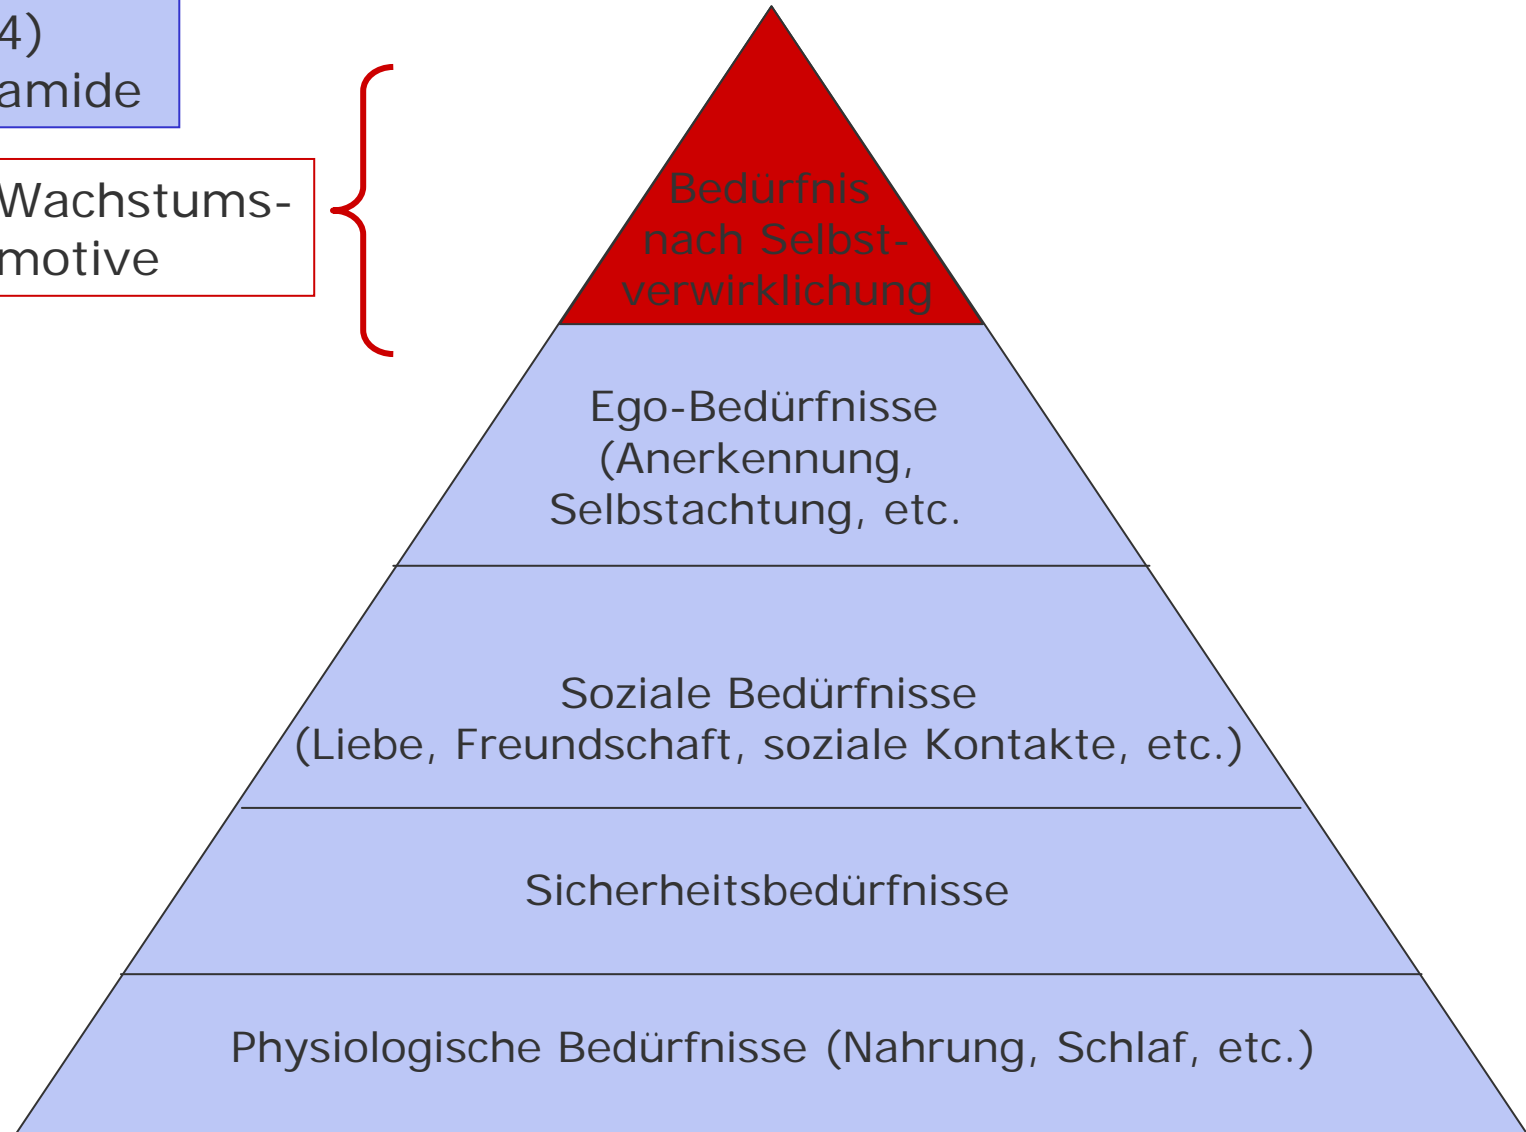 4)
amide
Wachstums-
motive
Bedürfnis
nach Selbst-
verwirklichung
Ego-Bedürfnisse
(Anerkennung,
Selbstachtung, etc.
Soziale Bedürfnisse
(Liebe, Freundschaft, soziale Kontakte, etc.)
Sicherheitsbedürfnisse
Physiologische Bedürfnisse (Nahrung, Schlaf, etc.)